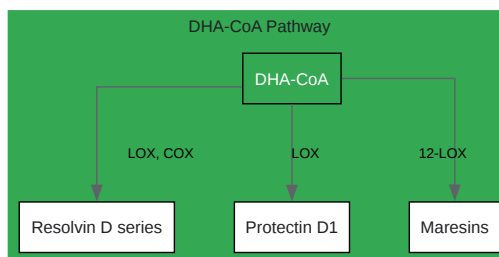 DHA-CoA Pathway
DHA-CoA
LOX, COX
LOX
12-LOX
Resolvin D series
Protectin D1
Maresins